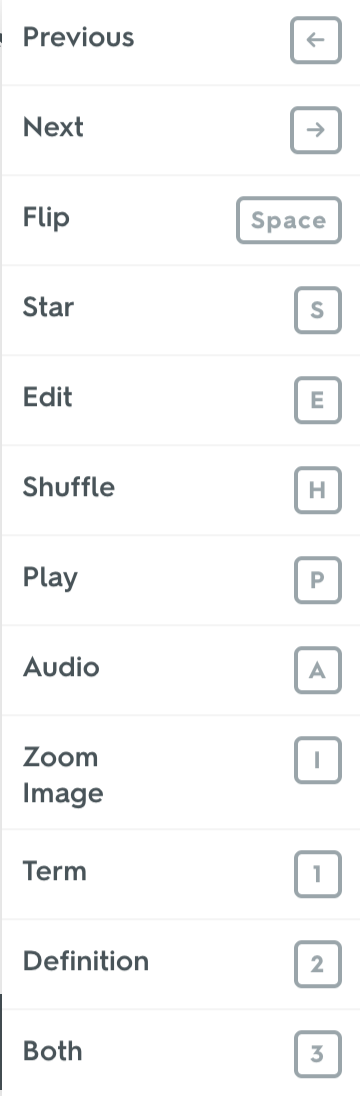 Previous ←
Next →
Flip Space
Star S
Edit E
Shuffle H
Play P
Audio A
Zoom I
Image
Term 1
Definition 2
Both 3